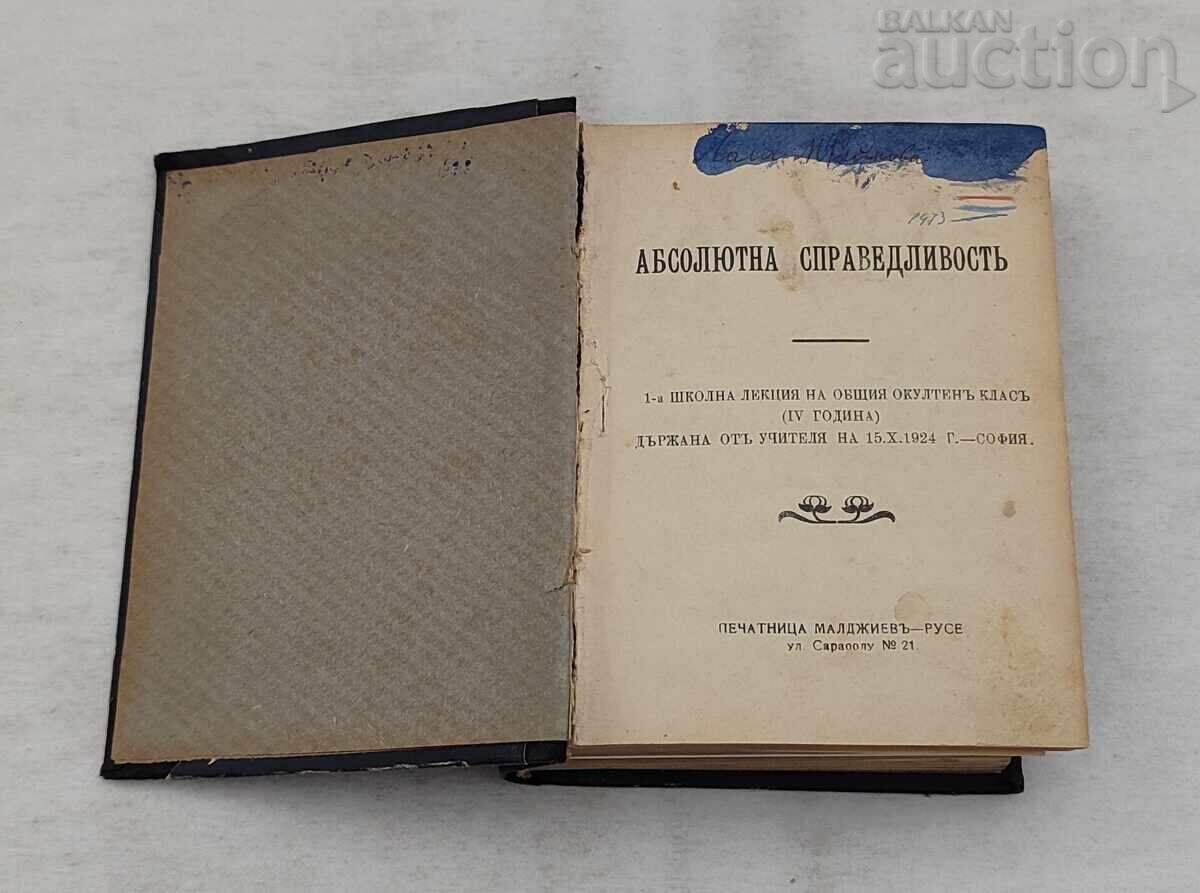 BALKAN
auction
1973
АБСОЛЮТНА СПРАВЕДЛИВОСТЬ
1-а ШКОЛНА ЛЕКЦИЯ НА ОБЩИЯ ОКУЛТЕНЪ КЛАСЪ
(IV ГОДИНА)
ДЪРЖАНА ОТЪ УЧИТЕЛЯ НА 15.X.1924 Г.—СОФИЯ.
ПЕЧАТНИЦА МАЛДЖИЕВЪ—РУСЕ
ул. Сараолу № 21.